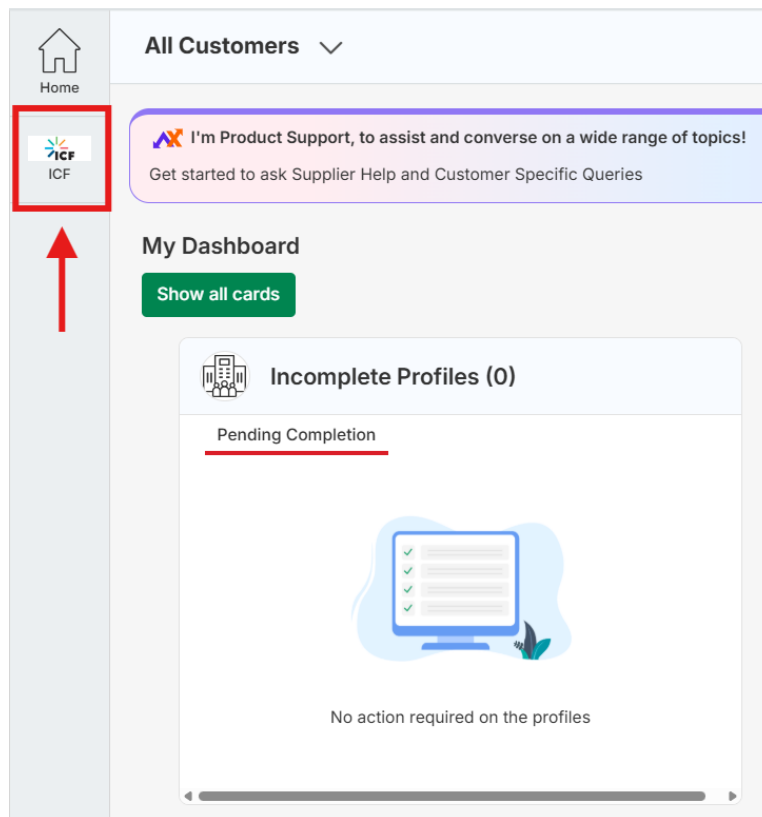 Home
ICF
ICF
All Customers
I'm Product Support, to assist and converse on a wide range of topics!
Get started to ask Supplier Help and Customer Specific Queries
My Dashboard
Show all cards
Incomplete Profiles (0)
Pending Completion
No action required on the profiles